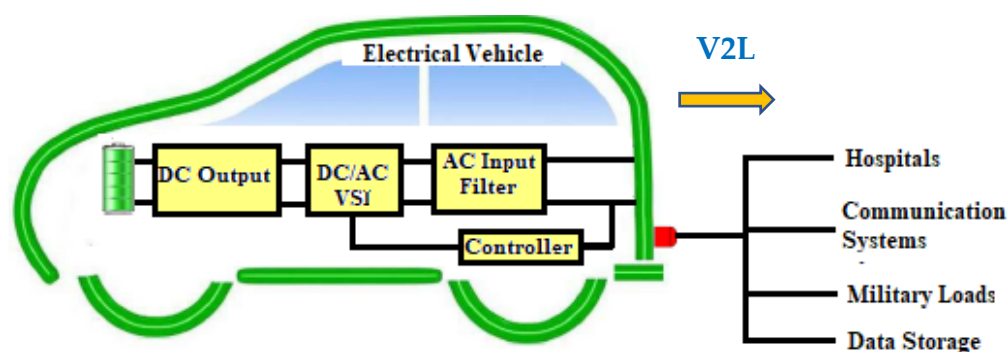 Electrical Vehicle
V2L
DC Output
DC/AC
VSI
AC Input
Filter
Controller
Hospitals
Communication
Systems
Military Loads
Data Storage